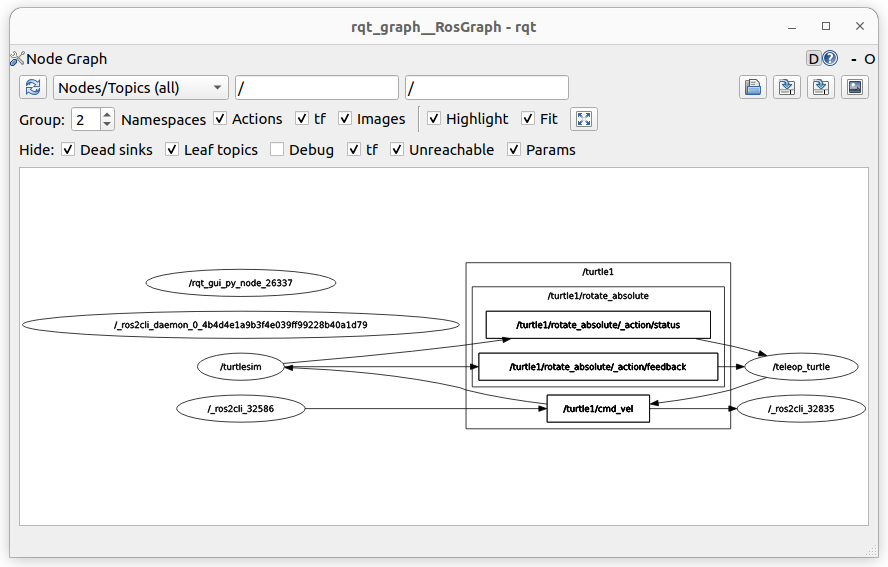 rqt_graph__RosGraph - rqt
Node Graph
D
- O
Nodes/Topics (all)
/
/
Group: 2 Namespaces Actions tf Images Highlight Fit
Hide: Dead sinks Leaf topics Debug tf Unreachable Params
/turtle1
/rqt_gui_py_node_26337
/turtle1/rotate_absolute
/_ros2cli_daemon_0_4b4d4e1a9b3f4e039ff99228b40a1d79
/turtle1/rotate_absolute/_action/status
/turtlesim
/turtle1/rotate_absolute/_action/feedback
/teleop_turtle
/_ros2cli_32586
/turtle1/cmd_vel
/_ros2cli_32835